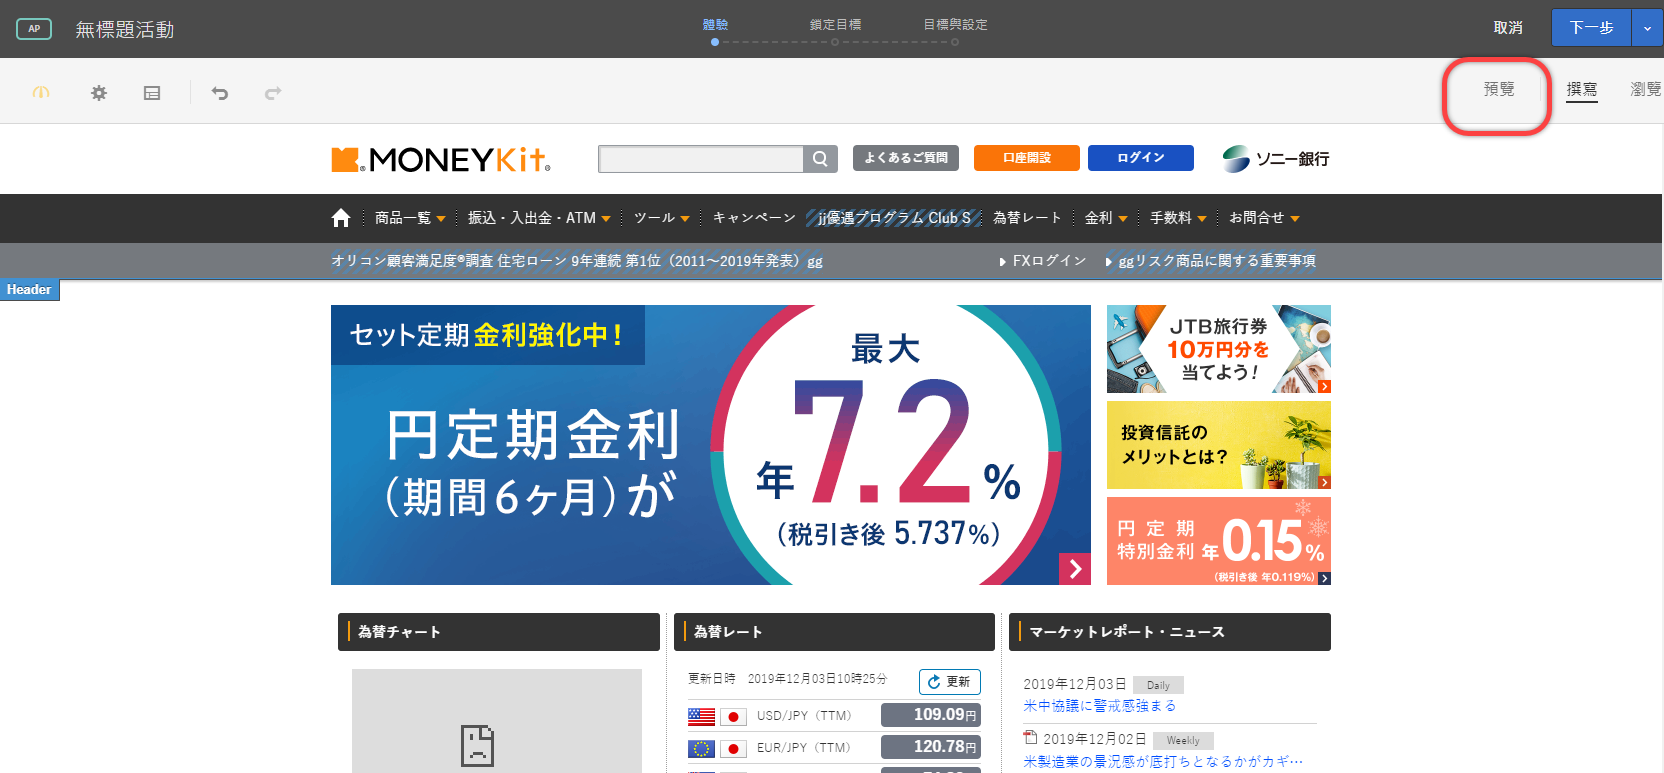 AP 無標題活動 體驗 鎖定目標 目標與設定 取消 下一步
預覽 撰寫 瀏覽
MONEYKit® よくあるご質問 口座開設 ログイン ソニー銀行
商品一覧 振込・入出金・ATM ツール キャンペーン jj優遇プログラム Club S 為替レート 金利 手数料 お問合せ
オリコン顧客満足度®調査 住宅ローン 9年連続 第1位（2011～2019年発表）gg FXログイン ggリスク商品に関する重要事項
Header
セット定期 金利強化中！
円定期金利
（期間6ヶ月）が
最大
年7.2%
（税引き後 5.737%）
JTB旅行券
10万円分を
当てよう！
投資信託の
メリットとは？
円定期
特別金利 年0.15%
（税引き後 年0.119%）
為替チャート
為替レート
更新日時 2019年12月03日10時25分 更新
USD/JPY（TTM） 109.09円
EUR/JPY（TTM） 120.78円
マーケットレポート・ニュース
2019年12月03日 Daily
米中協議に警戒感強まる
2019年12月02日 Weekly
米製造業の景況感が底打ちとなるかがカギ…